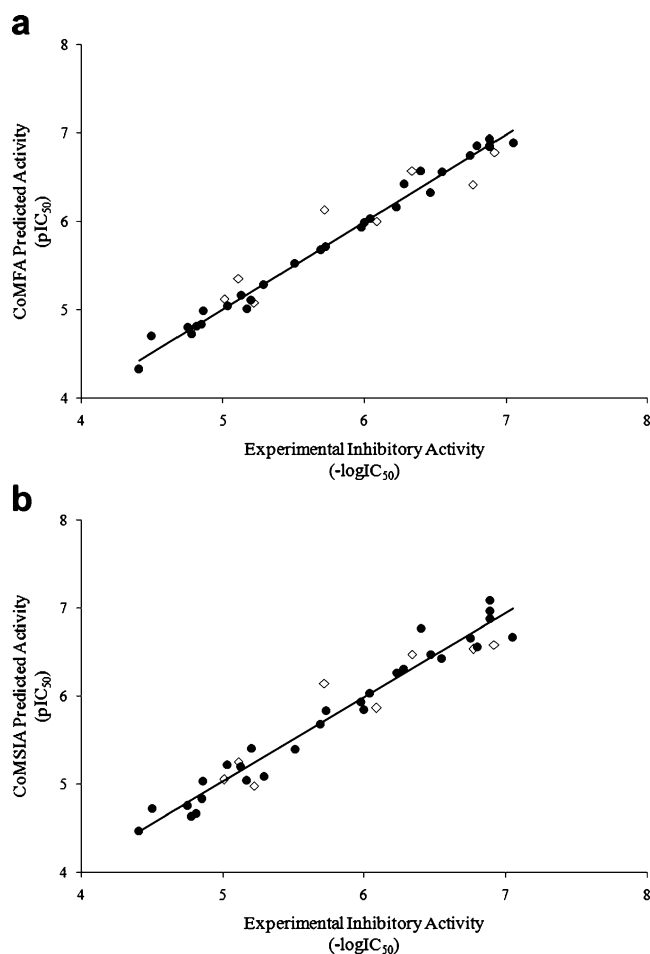 a
8
7
6
5
4
CoMFA Predicted Activity
(pIC50)
4 5 6 7 8
Experimental Inhibitory Activity
(-logIC50)
b
8
7
6
5
4
CoMSIA Predicted Activity
(pIC50)
4 5 6 7 8
Experimental Inhibitory Activity
(-logIC50)